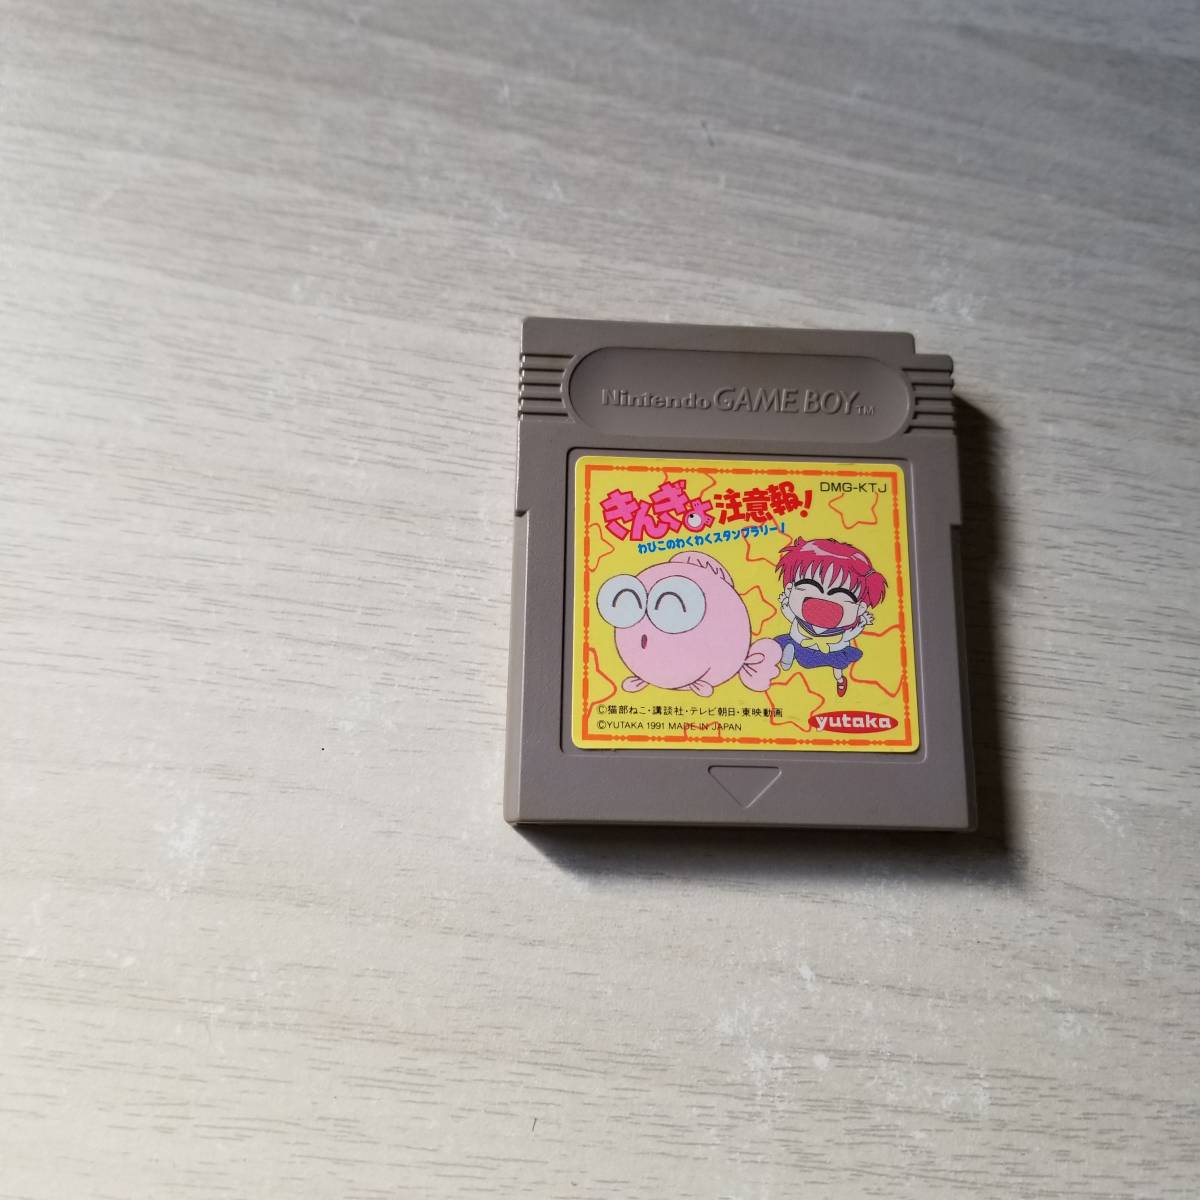 Nintendo GAME BOY TM
DMG-KTJ
きんぎょ注意報!
わぴこのわくわくスタンプラリー!
©猫部ねこ・講談社・テレビ朝日・東映動画
©YUTAKA 1991 MADE IN JAPAN
yutaka